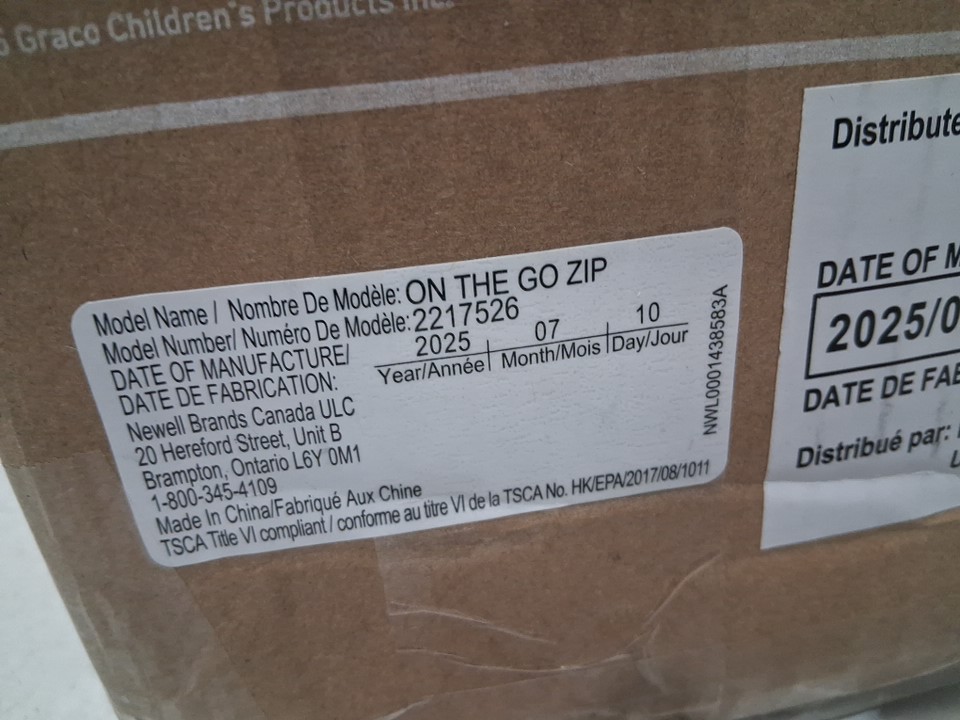 Graco Children's Products Inc.
Model Name / Nombre De Modèle: ON THE GO ZIP
Model Number/ Numéro De Modèle: 2217526
DATE OF MANUFACTURE/
DATE DE FABRICATION:
2025 07 10
Year/Année Month/Mois Day/Jour
Newell Brands Canada ULC
20 Hereford Street, Unit B
Brampton, Ontario L6Y 0M1
1-800-345-4109
Made In China/Fabriqué Aux Chine
TSCA Title VI compliant / conforme au titre VI de la TSCA No. HK/EPA/2017/08/1011
NWL0001438583A
Distribute
DATE OF M
2025/0
DATE DE FAB
Distribué par: